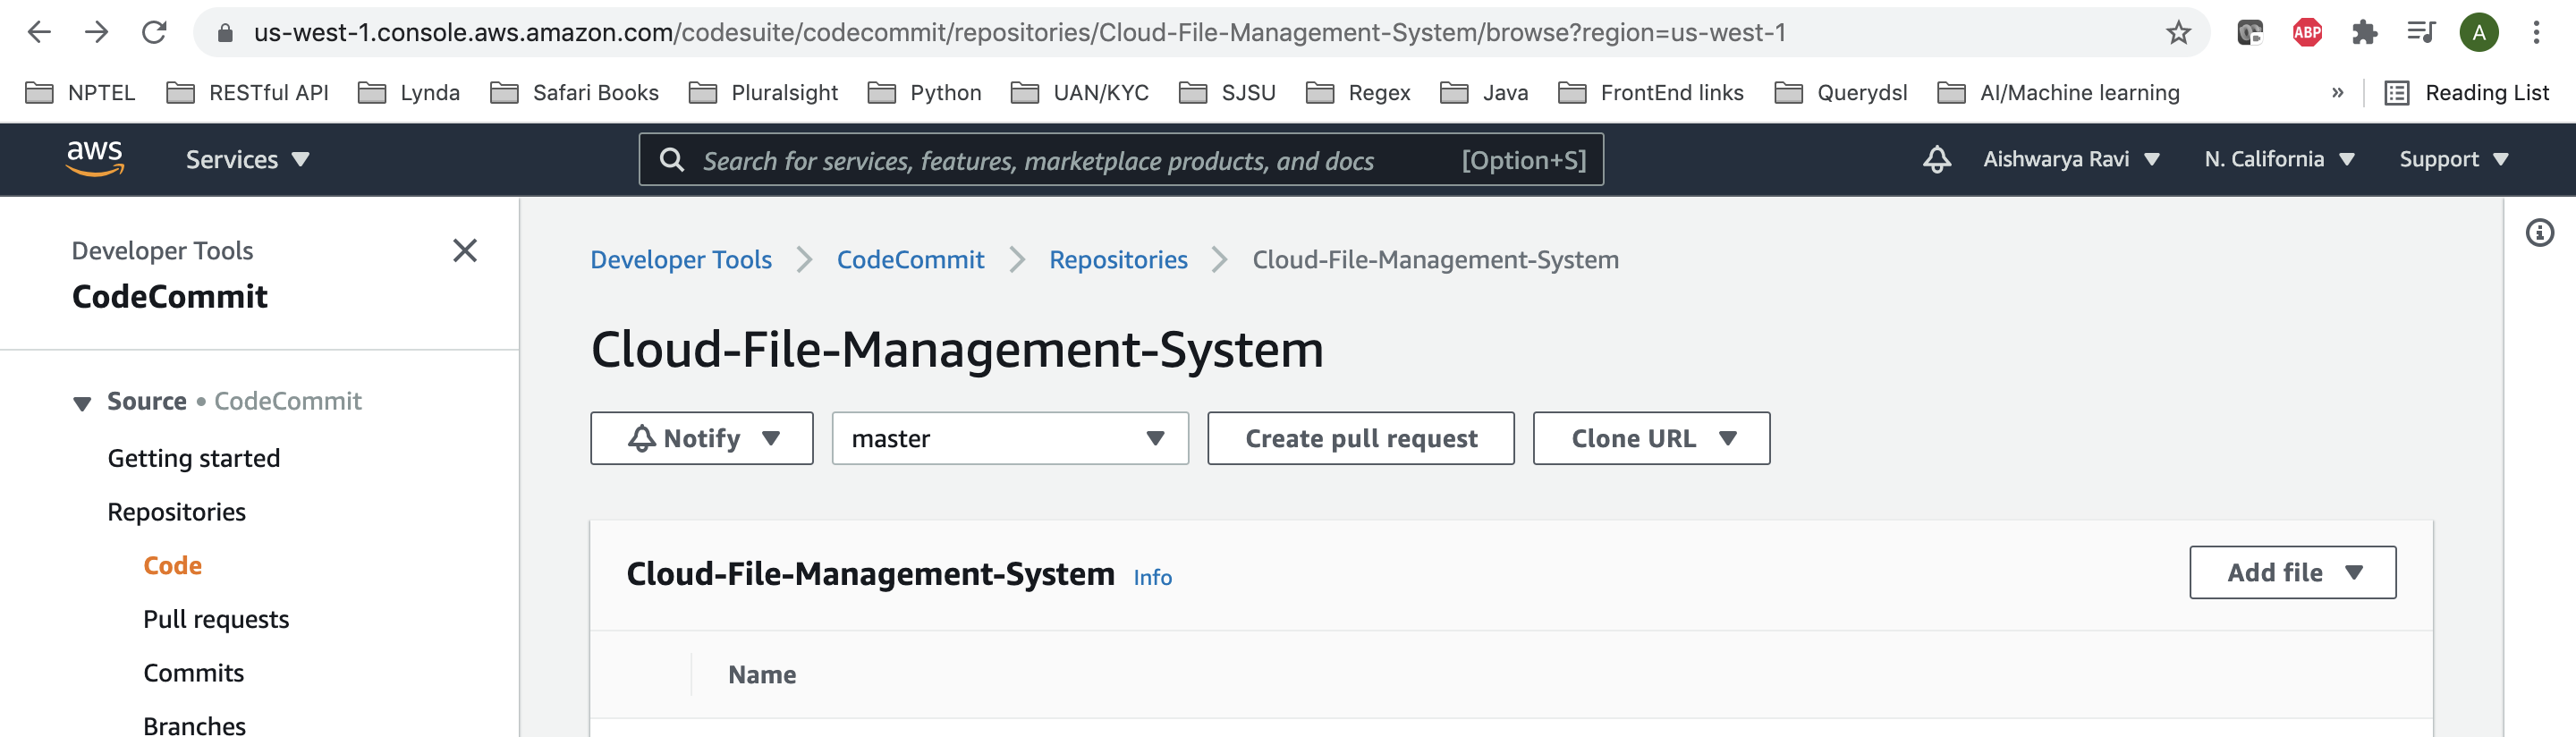 us-west-1.console.aws.amazon.com/codesuite/codecommit/repositories/Cloud-File-Management-System/browse?region=us-west-1
ABP
A
NPTEL RESTful API Lynda Safari Books Pluralsight Python UAN/KYC SJSU Regex Java FrontEnd links Querydsl AI/Machine learning » Reading List
aws Services Search for services, features, marketplace products, and docs [Option+S] Aishwarya Ravi N. California Support
Developer Tools
CodeCommit
Source • CodeCommit
Getting started
Repositories
Code
Pull requests
Commits
Branches
Developer Tools > CodeCommit > Repositories > Cloud-File-Management-System
Cloud-File-Management-System
Notify master Create pull request Clone URL
Cloud-File-Management-System Info Add file
Name